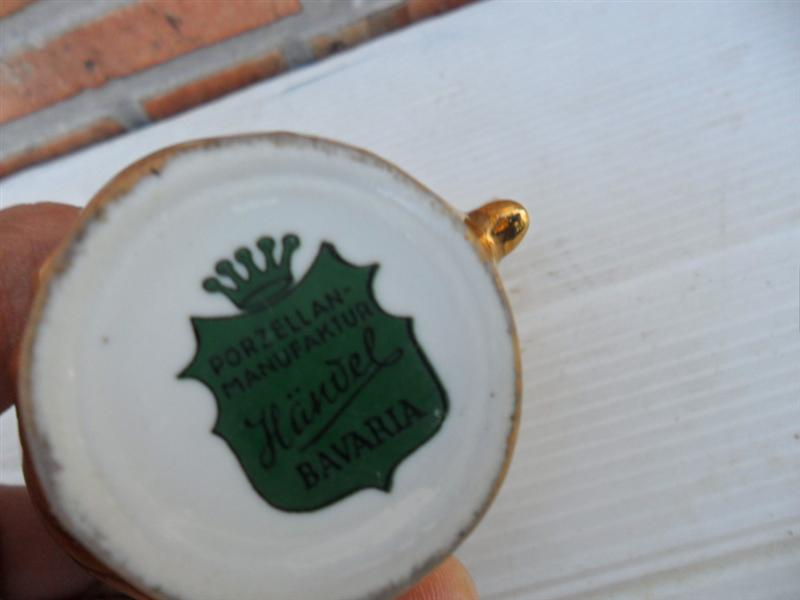 PORZELLAN-
MANUFAKTUR
Händel
BAVARIA